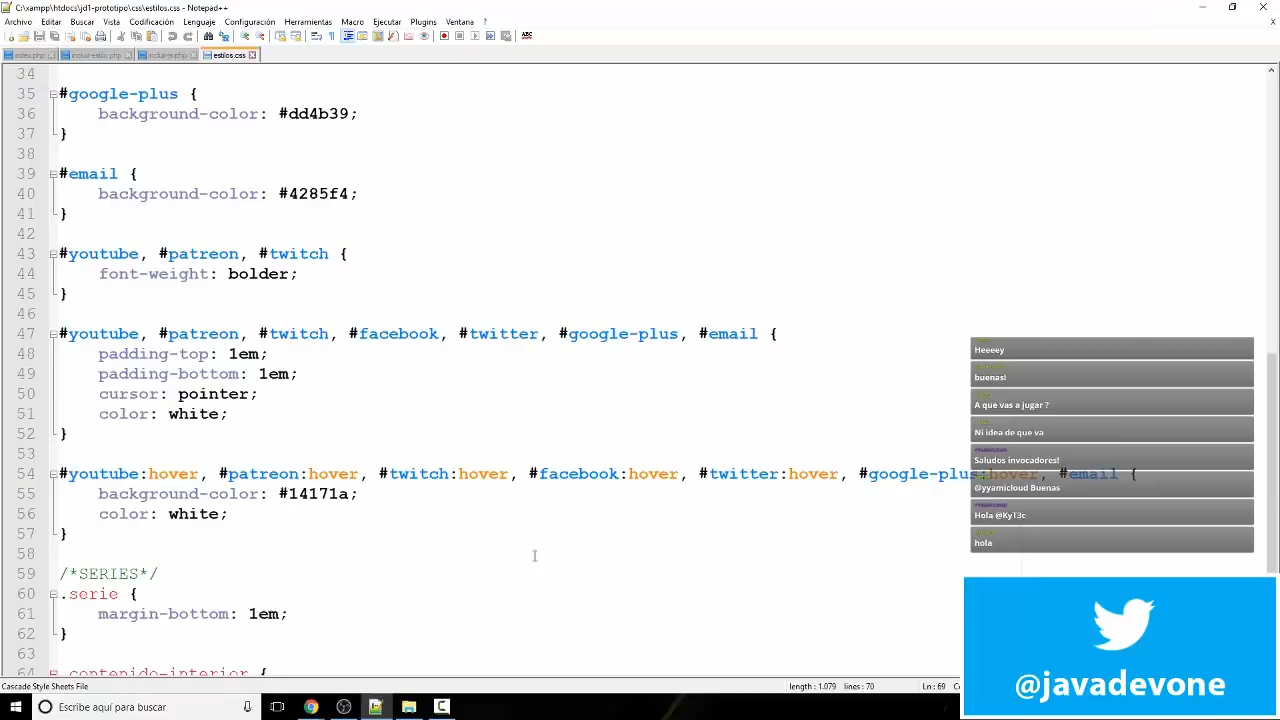 C:\xampp\htdocs\jd1-prototipo\css\estilos.css - Notepad++
Archivo Editar Buscar Vista Codificación Lenguaje Configuración Herramientas Macro Ejecutar Plugins Ventana ?
index.php incluir-estilo.php incluir-js.php estilos.css
34
35 #google-plus {
36 background-color: #dd4b39;
37 }
38
39 #email {
40 background-color: #4285f4;
41 }
42
43 #youtube, #patreon, #twitch {
44 font-weight: bolder;
45 }
46
47 #youtube, #patreon, #twitch, #facebook, #twitter, #google-plus, #email {
48 padding-top: 1em;
49 padding-bottom: 1em;
50 cursor: pointer;
51 color: white;
52 }
53
54 #youtube:hover, #patreon:hover, #twitch:hover, #facebook:hover, #twitter:hover, #google-plus:hover, #email {
55 background-color: #14171a;
56 color: white;
57 }
58
59 /*SERIES*/
60 .serie {
61 margin-bottom: 1em;
62 }
63
64 .contenido-interior {
Heeeey
buenas!
A que vas a jugar ?
Ni idea de que va
Saludos invocadores!
@yyamicloud Buenas
Hola @KyT3c
hola
@javadevone
Cascade Style Sheets File length : 1.079 lines : 70 Ln : 69
Escribe aquí para buscar